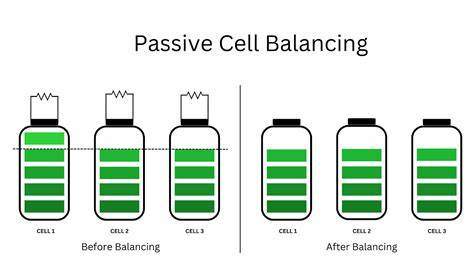 Passive Cell Balancing
CELL 1
CELL 2
CELL 3
Before Balancing
CELL 1
CELL 2
CELL 3
After Balancing